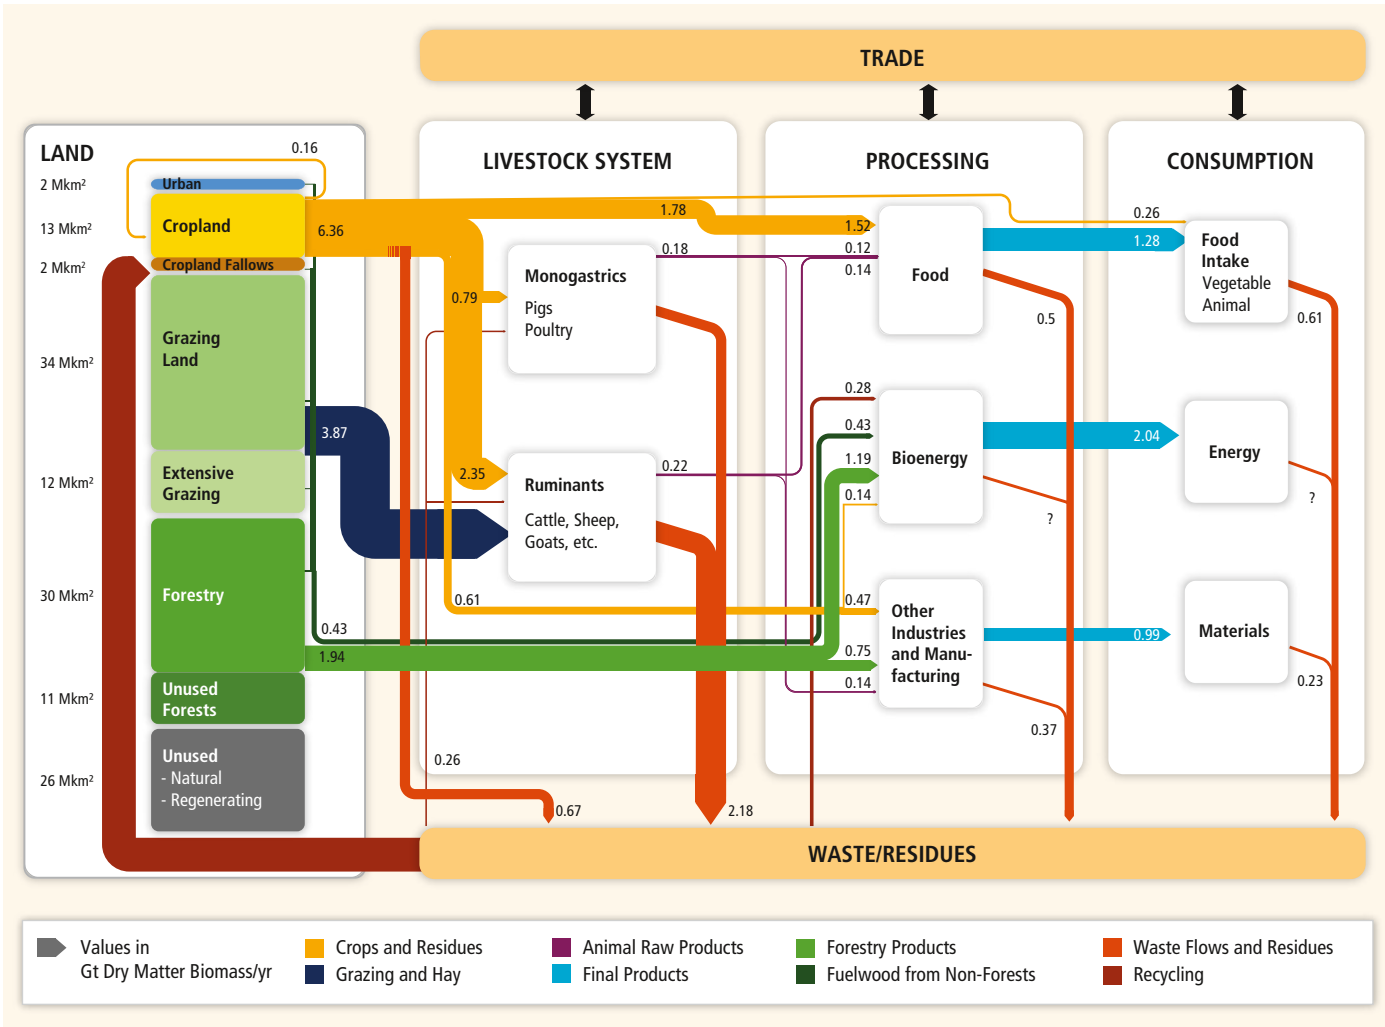 TRADE
LAND
2 Mkm²
13 Mkm²
2 Mkm²
34 Mkm²
12 Mkm²
30 Mkm²
11 Mkm²
26 Mkm²
0.16
Urban
Cropland
Cropland Fallows
Grazing
Land
Extensive
Grazing
Forestry
Unused
Forests
Unused
- Natural
- Regenerating
6.36
3.87
0.43
1.94
LIVESTOCK SYSTEM
1.78
0.79
Monogastrics
Pigs
Poultry
0.18
2.35
Ruminants
Cattle, Sheep,
Goats, etc.
0.22
0.61
0.26
0.67
2.18
PROCESSING
1.52
0.12
0.14
Food
0.5
0.28
0.43
1.19
0.14
Bioenergy
?
0.47
0.75
0.14
Other
Industries
and Manu-
facturing
0.37
CONSUMPTION
0.26
1.28
Food
Intake
Vegetable
Animal
0.61
2.04
Energy
?
0.99
Materials
0.23
WASTE/RESIDUES
Values in
Gt Dry Matter Biomass/yr
Crops and Residues
Grazing and Hay
Animal Raw Products
Final Products
Forestry Products
Fuelwood from Non-Forests
Waste Flows and Residues
Recycling